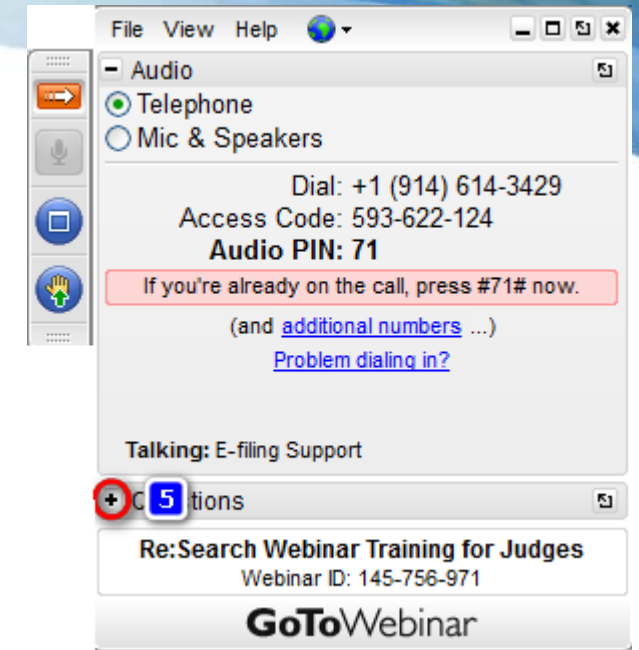 File View Help
Audio
Telephone
Mic & Speakers
Dial: +1 (914) 614-3429
Access Code: 593-622-124
Audio PIN: 71
If you're already on the call, press #71# now.
(and additional numbers ...)
Problem dialing in?
Talking: E-filing Support
5 tions
Re:Search Webinar Training for Judges
Webinar ID: 145-756-971
GoToWebinar